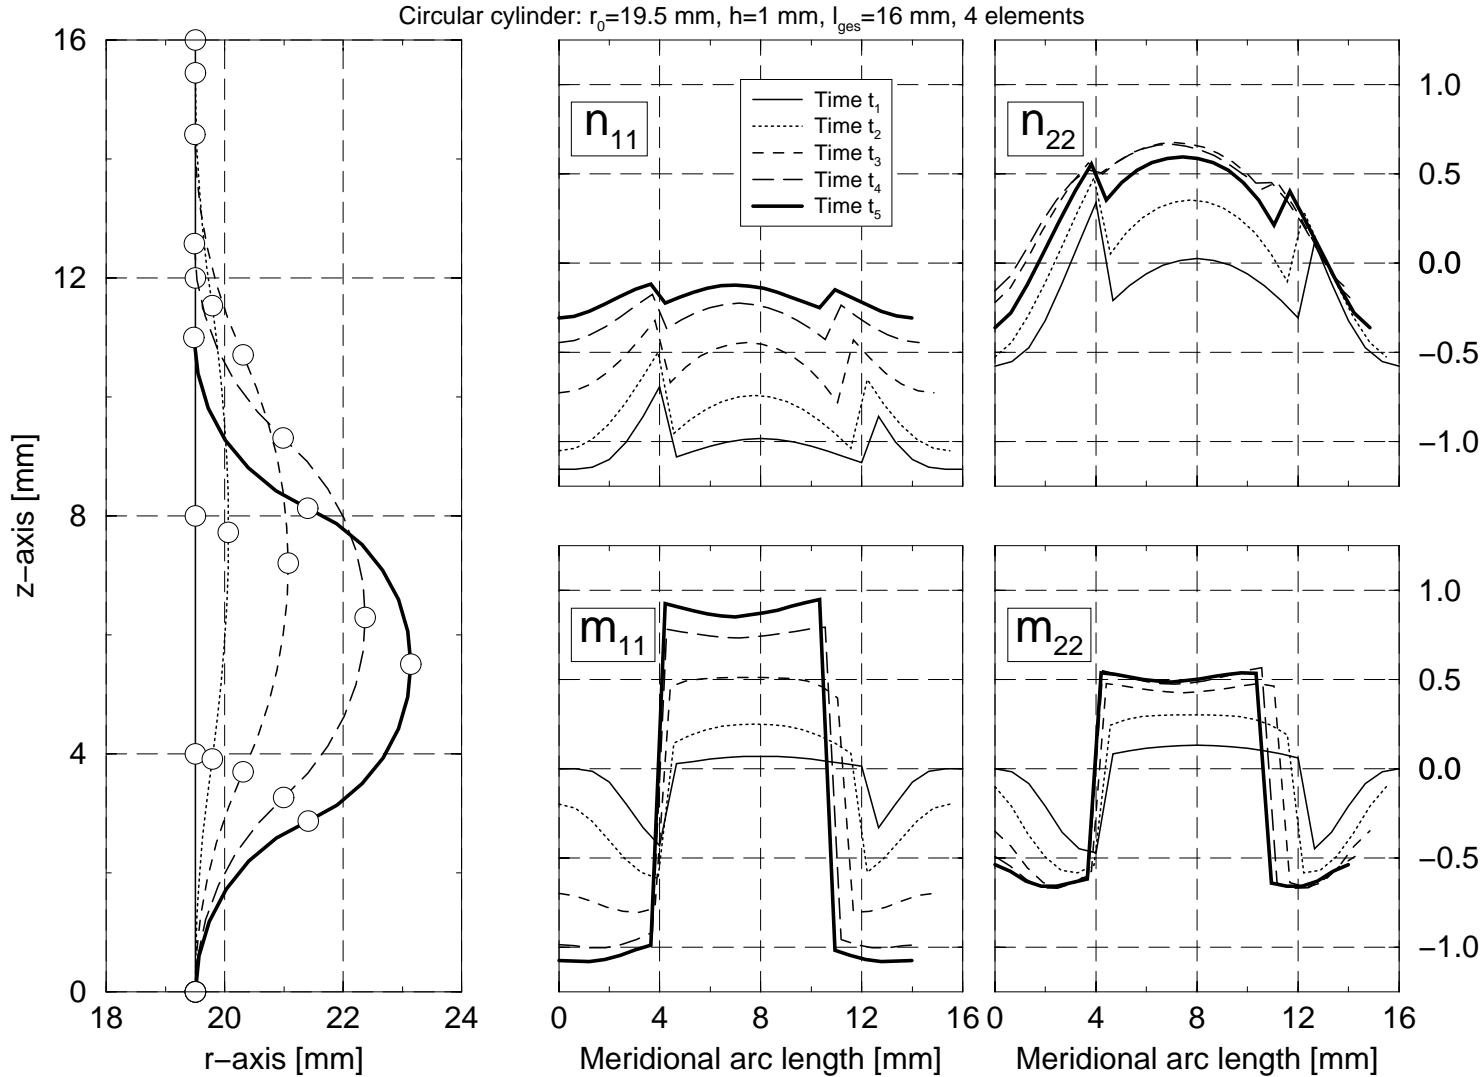 Circular cylinder: r₀=19.5 mm, h=1 mm, l_ges=16 mm, 4 elements
16
12
8
4
0
18
20
22
24
z−axis [mm]
r−axis [mm]
n₁₁
Time t₁
Time t₂
Time t₃
Time t₄
Time t₅
n₂₂
1.0
0.5
0.0
−0.5
−1.0
m₁₁
m₂₂
1.0
0.5
0.0
−0.5
−1.0
0 4 8 12 16
0 4 8 12 16
Meridional arc length [mm]
Meridional arc length [mm]